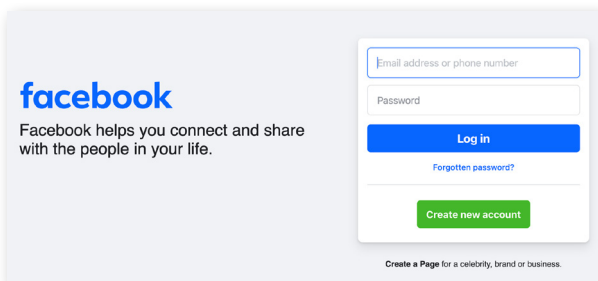 facebook
Facebook helps you connect and share
with the people in your life.
Email address or phone number
Password
Log in
Forgotten password?
Create new account
Create a Page for a celebrity, brand or business.